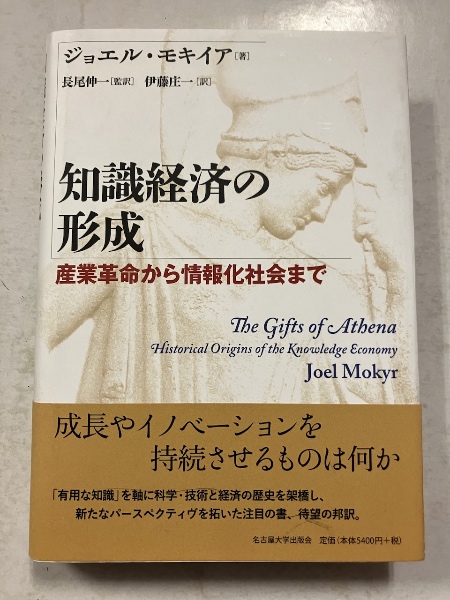 ジョエル・モキイア[著]
長尾伸一[監訳] 伊藤庄一[訳]
知識経済の
形成
産業革命から情報化社会まで
The Gifts of Athena
Historical Origins of the Knowledge Economy
Joel Mokyr
成長やイノベーションを
持続させるものは何か
「有用な知識」を軸に科学・技術と経済の歴史を架橋し、
新たなパースペクティヴを拓いた注目の書、待望の邦訳。
名古屋大学出版会 定価(本体5400円+税)